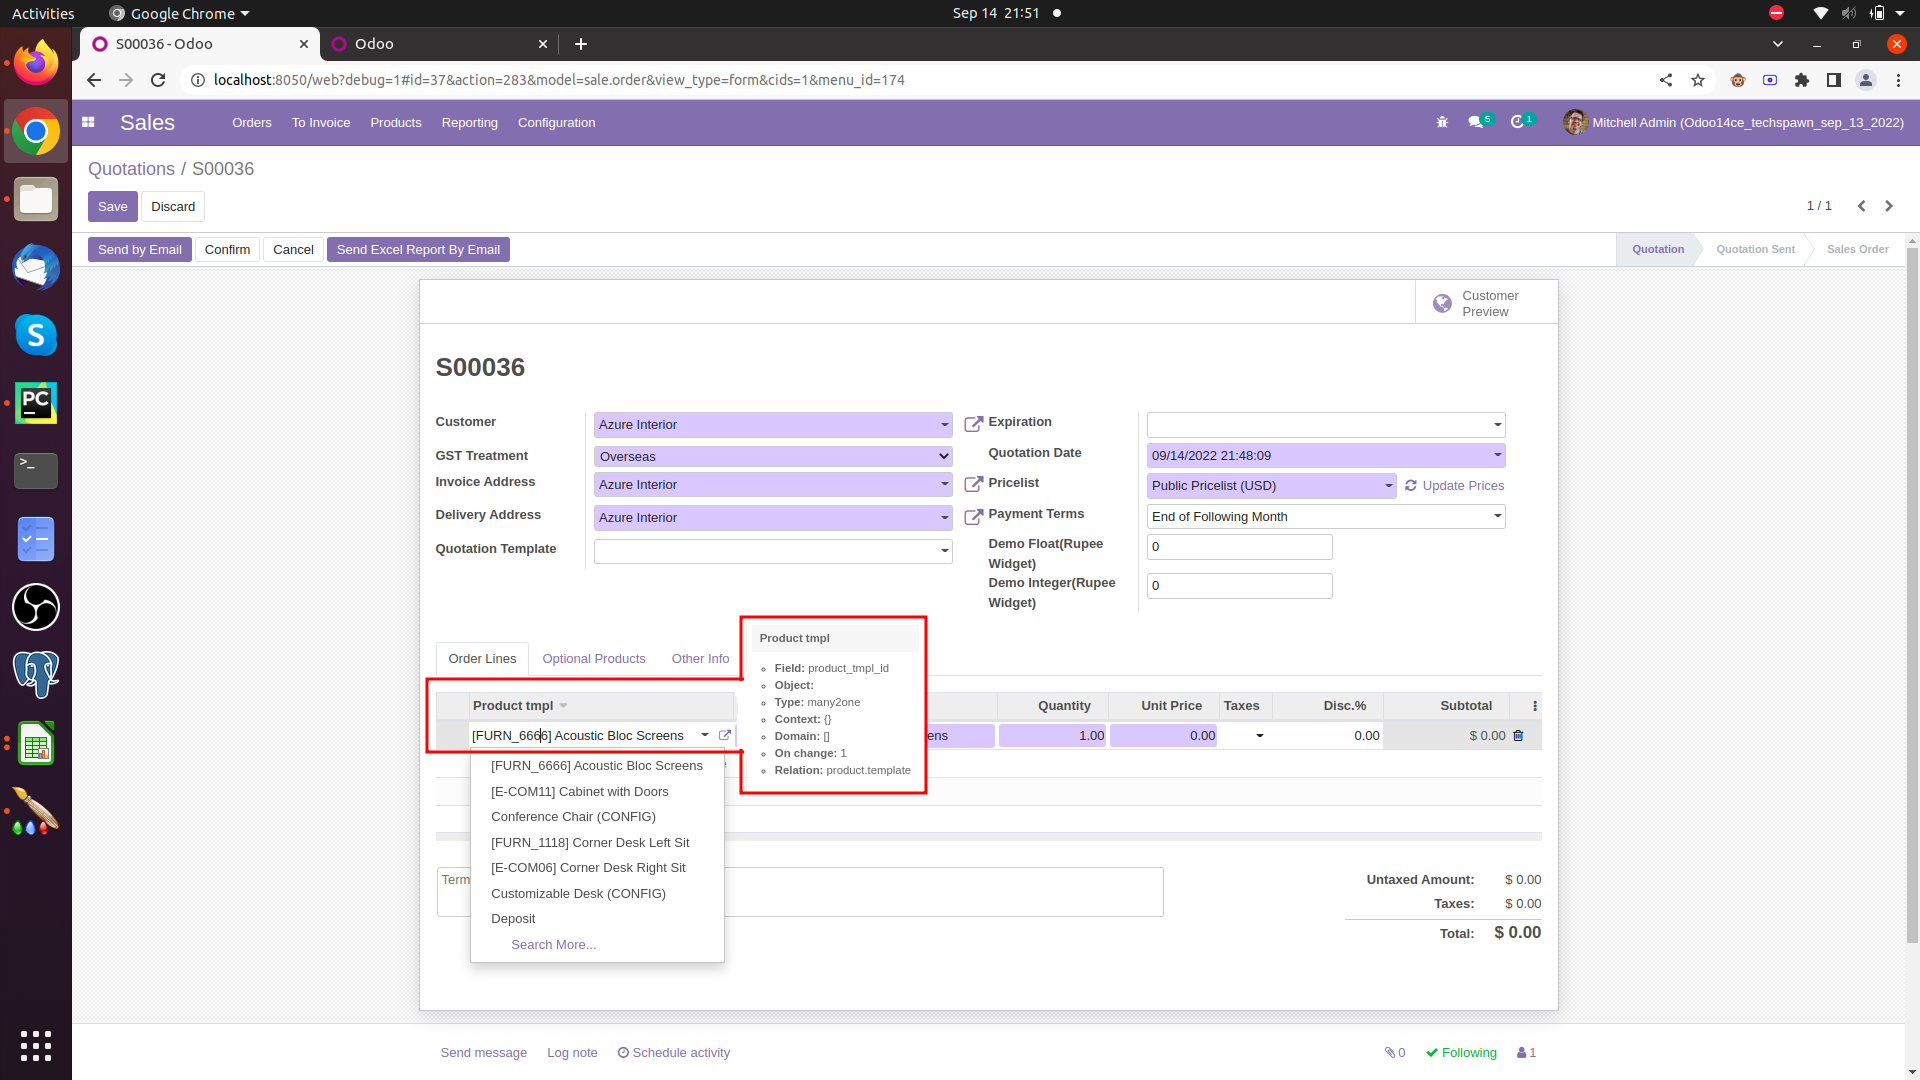 Activities
Google Chrome
Sep 14 21:51
S00036 - Odoo
Odoo
localhost:8050/web?debug=1#id=37&action=283&model=sale.order&view_type=form&cids=1&menu_id=174
Sales
Orders
To Invoice
Products
Reporting
Configuration
5
1
Mitchell Admin (Odoo14ce_techspawn_sep_13_2022)
Quotations / S00036
Save
Discard
1 / 1
Send by Email
Confirm
Cancel
Send Excel Report By Email
Quotation
Quotation Sent
Sales Order
Customer
Preview
S00036
Customer
Azure Interior
GST Treatment
Overseas
Invoice Address
Azure Interior
Delivery Address
Azure Interior
Quotation Template
Expiration
Quotation Date
09/14/2022 21:48:09
Pricelist
Public Pricelist (USD)
Update Prices
Payment Terms
End of Following Month
Demo Float(Rupee
Widget)
0
Demo Integer(Rupee
Widget)
0
Order Lines
Optional Products
Other Info
Product tmpl
Field: product_tmpl_id
Object:
Type: many2one
Context: {}
Domain: []
On change: 1
Relation: product.template
Product tmpl
Quantity
Unit Price
Taxes
Disc.%
Subtotal
[FURN_6666] Acoustic Bloc Screens
ens
1.00
0.00
0.00
$ 0.00
[FURN_6666] Acoustic Bloc Screens
[E-COM11] Cabinet with Doors
Conference Chair (CONFIG)
[FURN_1118] Corner Desk Left Sit
[E-COM06] Corner Desk Right Sit
Customizable Desk (CONFIG)
Deposit
Search More...
Term
Untaxed Amount: $ 0.00
Taxes: $ 0.00
Total: $ 0.00
Send message
Log note
Schedule activity
0
Following
1
PC